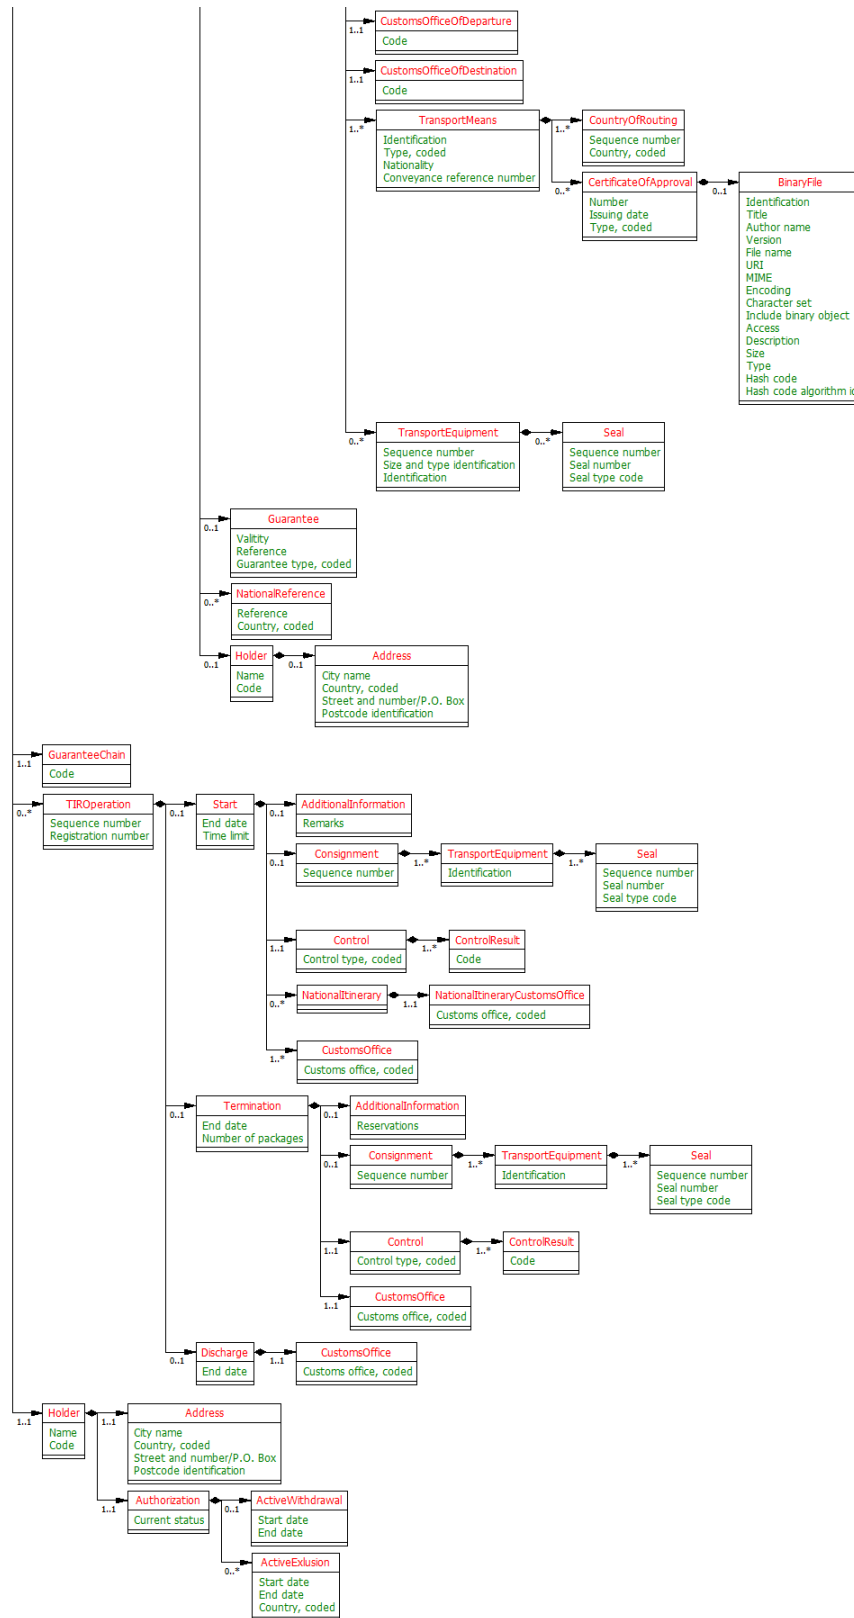 CustomsOfficeOfDeparture
1..1
Code
CustomsOfficeOfDestination
1..1
Code
TransportMeans
1..*
Identification
Type, coded
Nationality
Conveyance reference number
CountryOfRouting
1..*
Sequence number
Country, coded
CertificateOfApproval
0..*
Number
Issuing date
Type, coded
BinaryFile
0..1
Identification
Title
Author name
Version
File name
URI
MIME
Encoding
Character set
Include binary object
Access
Description
Size
Type
Hash code
Hash code algorithm id
TransportEquipment
0..*
Sequence number
Size and type identification
Identification
Seal
0..*
Sequence number
Seal number
Seal type code
Guarantee
0..1
Valitity
Reference
Guarantee type, coded
NationalReference
0..*
Reference
Country, coded
Holder
0..1
Name
Code
Address
0..1
City name
Country, coded
Street and number/P.O. Box
Postcode identification
GuaranteeChain
1..1
Code
TIROperation
0..*
Sequence number
Registration number
Start
0..1
End date
Time limit
AdditionalInformation
0..1
Remarks
Consignment
0..1
Sequence number
TransportEquipment
1..*
Identification
Seal
1..*
Sequence number
Seal number
Seal type code
Control
1..1
Control type, coded
ControlResult
1..*
Code
NationalItinerary
0..*
NationalItineraryCustomsOffice
1..1
Customs office, coded
CustomsOffice
1..*
Customs office, coded
Termination
0..1
End date
Number of packages
AdditionalInformation
0..1
Reservations
Consignment
0..1
Sequence number
TransportEquipment
1..*
Identification
Seal
1..*
Sequence number
Seal number
Seal type code
Control
1..1
Control type, coded
ControlResult
1..*
Code
CustomsOffice
1..1
Customs office, coded
Discharge
0..1
End date
CustomsOffice
1..1
Customs office, coded
Holder
1..1
Name
Code
Address
1..1
City name
Country, coded
Street and number/P.O. Box
Postcode identification
Authorization
1..1
Current status
ActiveWithdrawal
0..1
Start date
End date
ActiveExlusion
0..*
Start date
End date
Country, coded